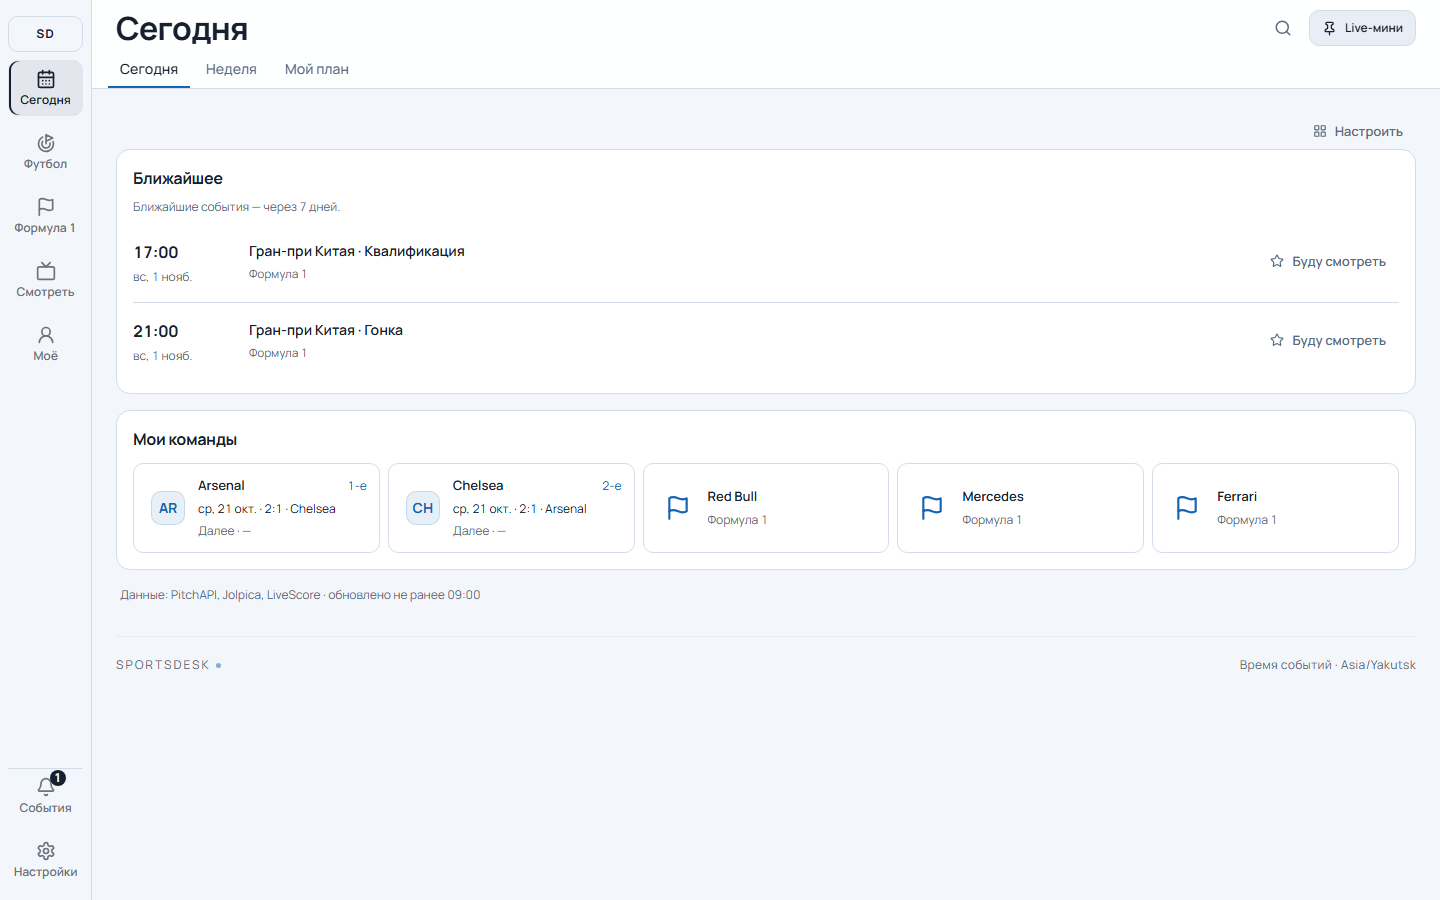 SD
Сегодня
Футбол
Формула 1
Смотреть
Моё
1
События
Настройки
Сегодня
Live-мини
Сегодня
Неделя
Мой план
Настроить
Ближайшее
Ближайшие события — через 7 дней.
17:00
вс, 1 нояб.
Гран-при Китая · Квалификация
Формула 1
Буду смотреть
21:00
вс, 1 нояб.
Гран-при Китая · Гонка
Формула 1
Буду смотреть
Мои команды
AR
Arsenal
1-е
ср, 21 окт. · 2:1 · Chelsea
Далее · —
CH
Chelsea
2-е
ср, 21 окт. · 2:1 · Arsenal
Далее · —
Red Bull
Формула 1
Mercedes
Формула 1
Ferrari
Формула 1
Данные: PitchAPI, Jolpica, LiveScore · обновлено не ранее 09:00
SPORTSDESK
Время событий · Asia/Yakutsk